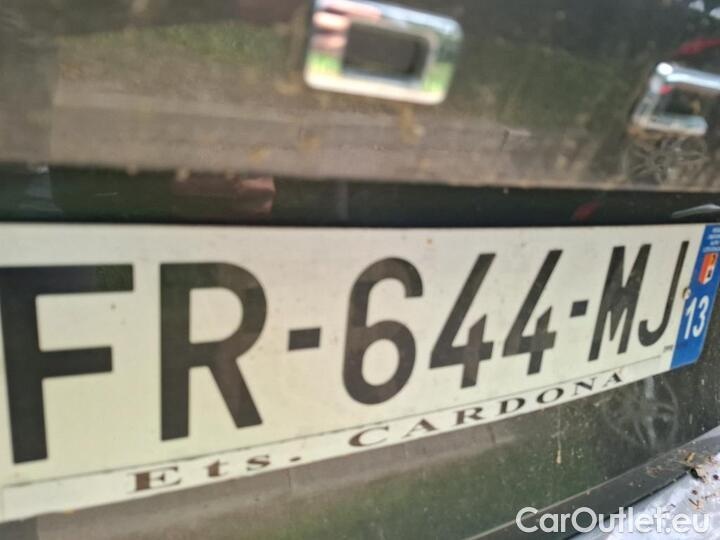 FR-644-MJ
13
Ets. CARDONA
CarOutlet.eu